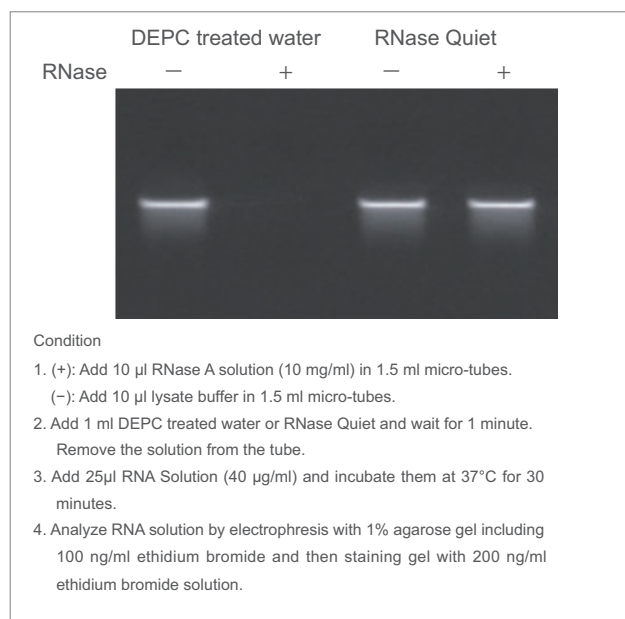 DEPC treated water RNase Quiet
RNase − + − +
Condition
1. (+): Add 10 µl RNase A solution (10 mg/ml) in 1.5 ml micro-tubes.
(−): Add 10 µl lysate buffer in 1.5 ml micro-tubes.
2. Add 1 ml DEPC treated water or RNase Quiet and wait for 1 minute.
Remove the solution from the tube.
3. Add 25µl RNA Solution (40 µg/ml) and incubate them at 37°C for 30
minutes.
4. Analyze RNA solution by electrophresis with 1% agarose gel including
100 ng/ml ethidium bromide and then staining gel with 200 ng/ml
ethidium bromide solution.